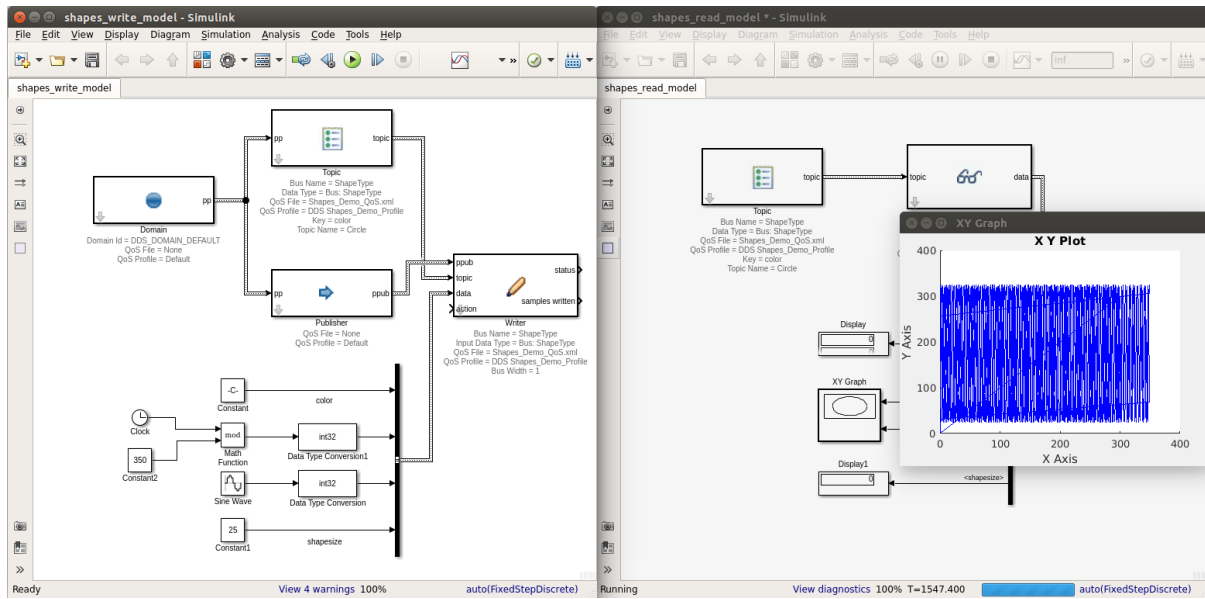 shapes_write_model - Simulink
File Edit View Display Diagram Simulation Analysis Code Tools Help
shapes_write_model
pp
topic
Topic
Bus Name = ShapeType
Data Type = Bus: ShapeType
QoS File = Shapes_Demo_QoS.xml
QoS Profile = DDS Shapes_Demo_Profile
Key = color
Topic Name = Circle
pp
Domain
Domain Id = DDS_DOMAIN_DEFAULT
QoS File = None
QoS Profile = Default
pp
ppub
Publisher
QoS File = None
QoS Profile = Default
ppub
topic
data
action
status
samples written
Writer
Bus Name = ShapeType
Input Data Type = Bus: ShapeType
QoS File = Shapes_Demo_QoS.xml
QoS Profile = DDS Shapes_Demo_Profile
Bus Width = 1
-C-
Constant
color
Clock
350
Constant2
mod
Math
Function
int32
Data Type Conversion1
Sine Wave
int32
Data Type Conversion
25
Constant1
shapesize
Ready
View 4 warnings 100%
auto(FixedStepDiscrete)
shapes_read_model * - Simulink
File Edit View Display Diagram Simulation Analysis Code Tools Help
inf
shapes_read_model
topic
Topic
Bus Name = ShapeType
Data Type = Bus: ShapeType
QoS File = Shapes_Demo_QoS.xml
QoS Profile = DDS Shapes_Demo_Profile
Key = color
Topic Name = Circle
topic
data
Display
0
XY Graph
Display1
0
<shapesize>
XY Graph
X Y Plot
Y Axis
400
300
200
100
0
0 100 200 300 400
X Axis
Running
View diagnostics 100% T=1547.400
auto(FixedStepDiscrete)